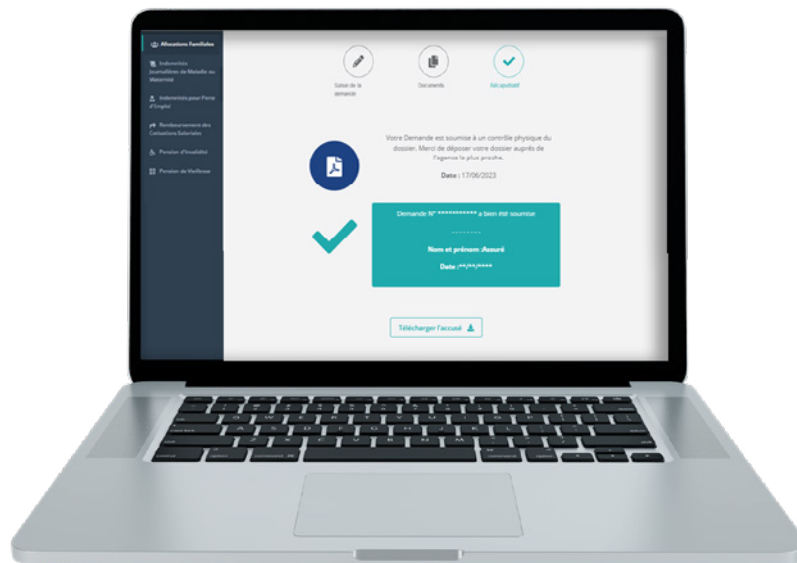 Allocations Familiales
Indemnités
Journalières de Maladie ou
Maternité
Indemnités pour Perte
d'Emploi
Remboursement des
Cotisations Salariales
Pension d'Invalidité
Pension de Vieillesse
Saisie de la
demande
Documents
Récapitulatif
Votre Demande est soumise à un contrôle physique du
dossier. Merci de déposer votre dossier auprès de
l'agence la plus proche.
Date : 17/06/2023
Demande N° *********** a bien été soumise
--------
Nom et prénom :Assuré
Date :**/**/****
Télécharger l'accusé